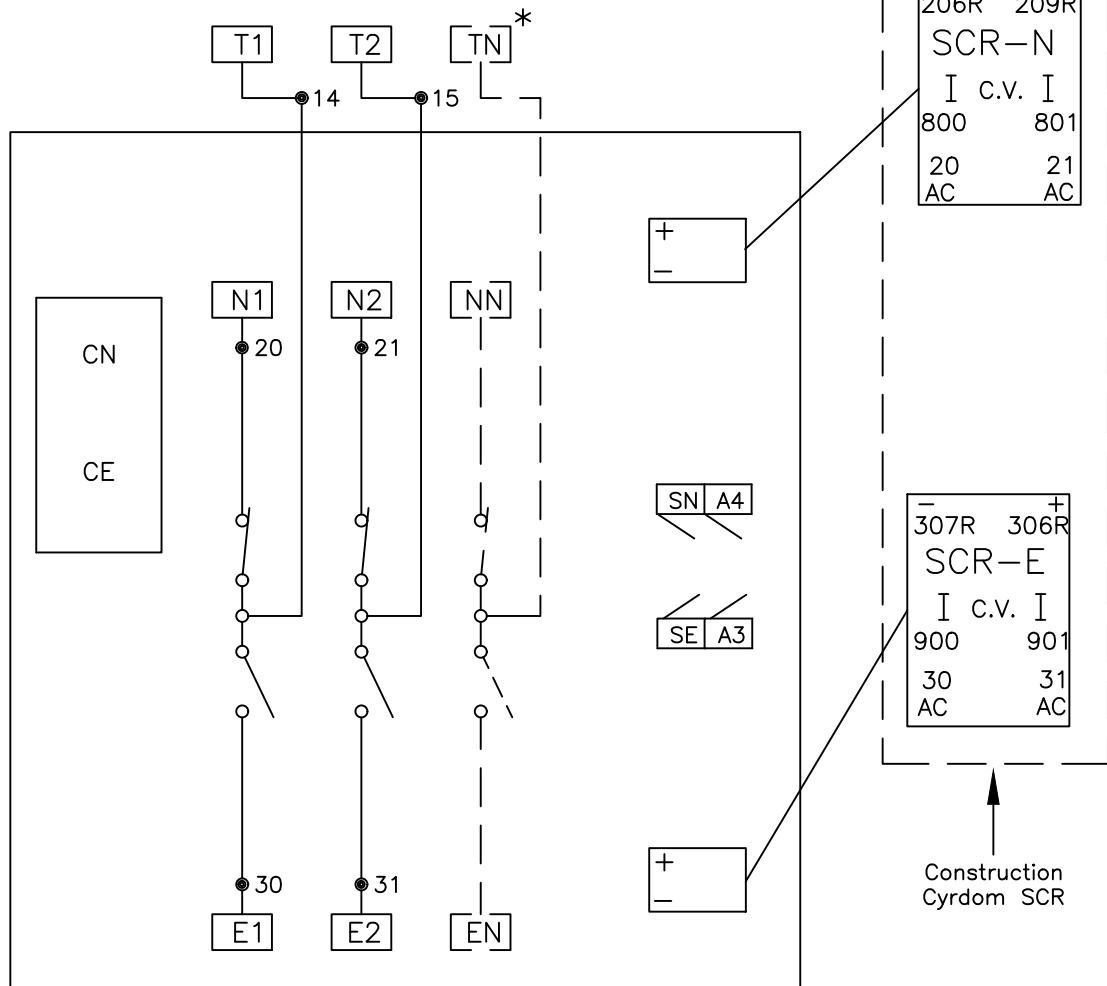 T1 T2 TN *
14 15
206R 209R
SCR-N
C.V.
800 801
20 21
AC AC
+
-
N1 N2 NN
20 21
CN
CE
SN A4
SE A3
- +
307R 306R
SCR-E
C.V.
900 901
30 31
AC AC
+
-
30 31
E1 E2 EN
Construction
Cyrdom SCR